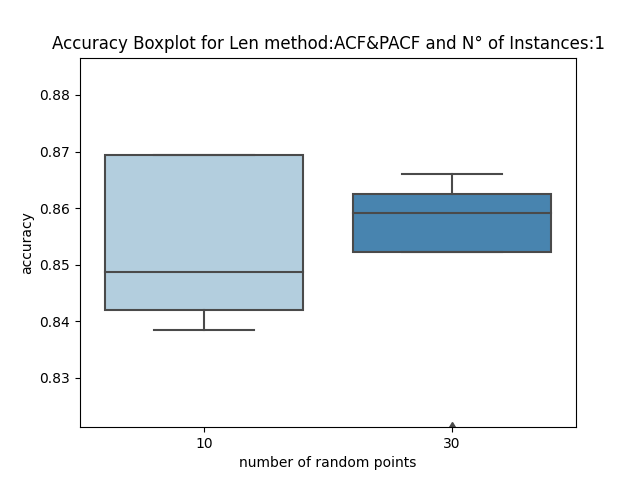 Accuracy Boxplot for Len method:ACF&PACF and N° of Instances:1
0.88
0.87
0.86
0.85
0.84
0.83
accuracy
10 30
number of random points